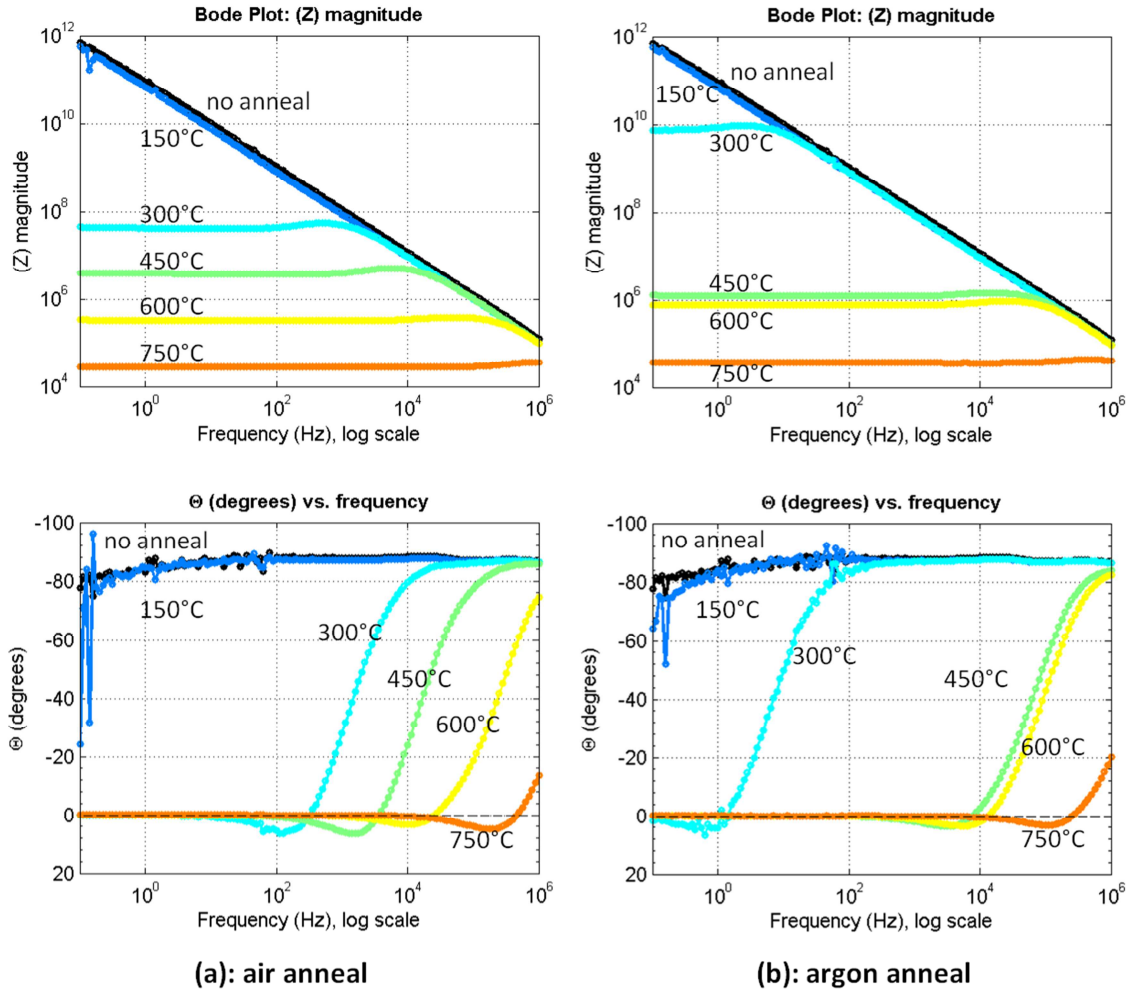 Bode Plot: (Z) magnitude
10^12
10^10
10^8
10^6
10^4
(Z) magnitude
no anneal
150°C
300°C
450°C
600°C
750°C
10^0
10^2
10^4
10^6
Frequency (Hz), log scale
Bode Plot: (Z) magnitude
10^12
10^10
10^8
10^6
10^4
(Z) magnitude
no anneal
150°C
300°C
450°C
600°C
750°C
10^0
10^2
10^4
10^6
Frequency (Hz), log scale
Θ (degrees) vs. frequency
-100
-80
-60
-40
-20
0
20
Θ (degrees)
no anneal
150°C
300°C
450°C
600°C
750°C
10^0
10^2
10^4
10^6
Frequency (Hz), log scale
Θ (degrees) vs. frequency
-100
-80
-60
-40
-20
0
20
Θ (degrees)
no anneal
150°C
300°C
450°C
600°C
750°C
10^0
10^2
10^4
10^6
Frequency (Hz), log scale
(a): air anneal
(b): argon anneal